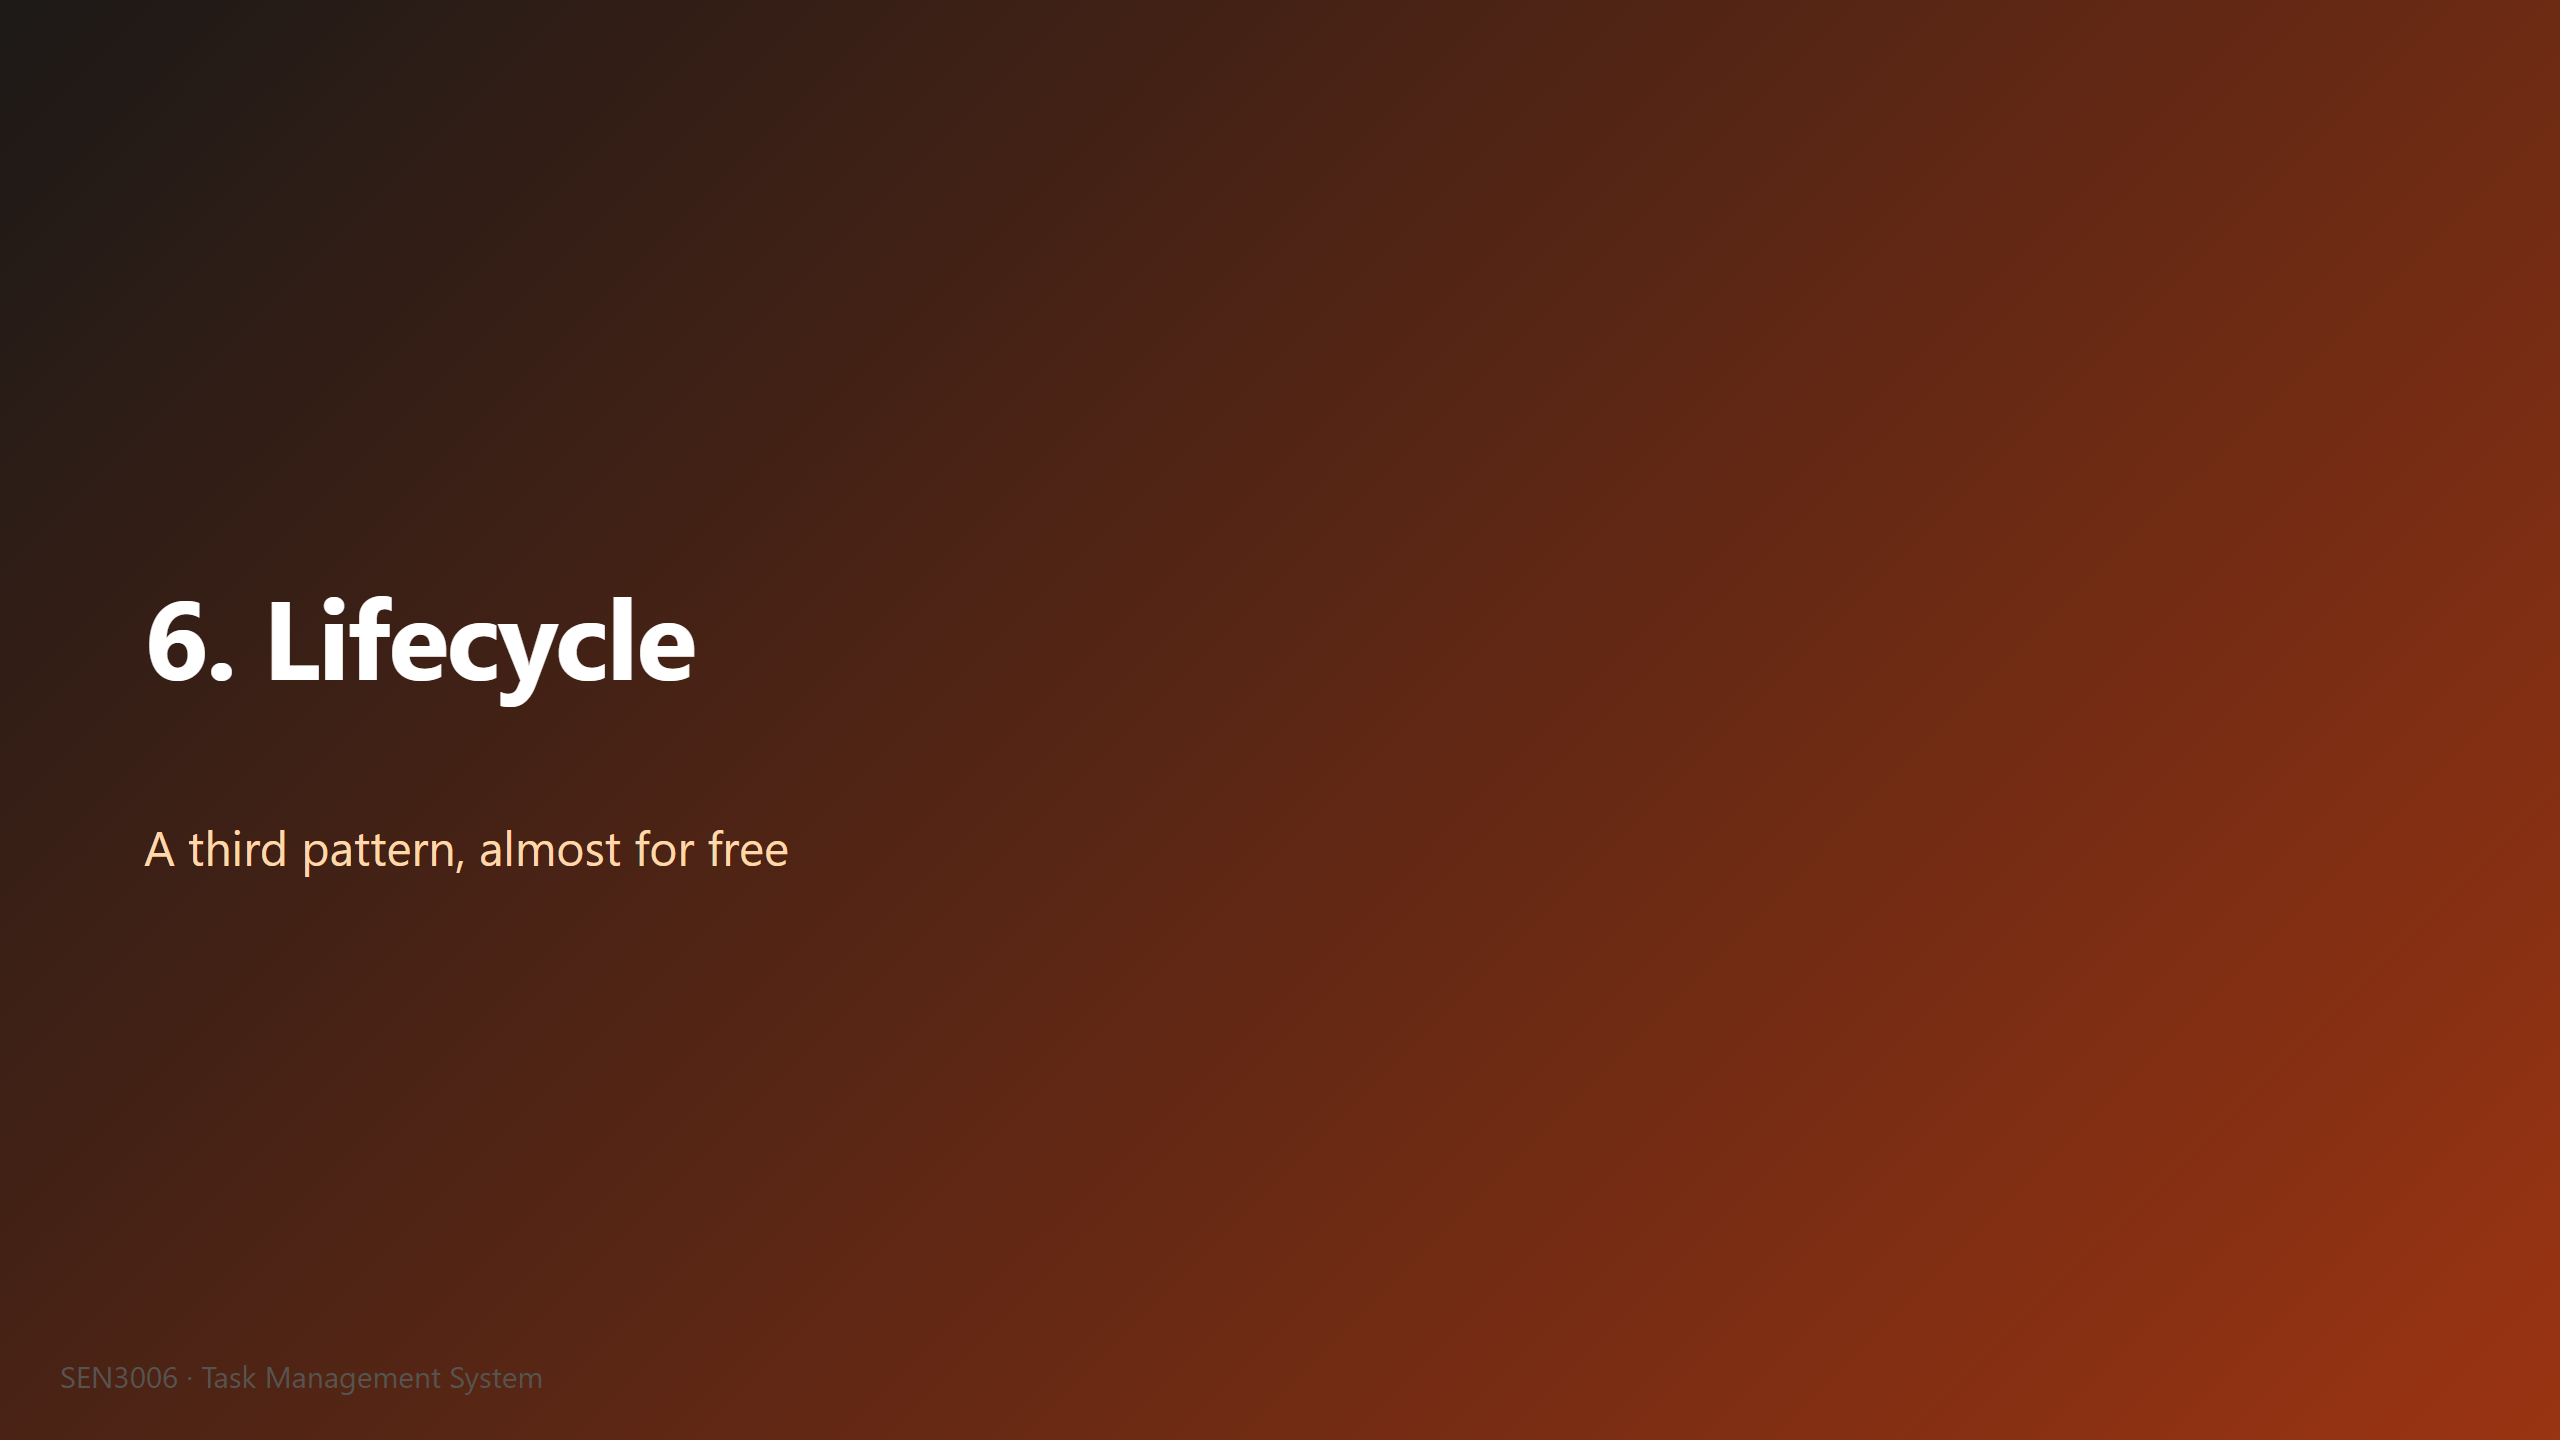 6. Lifecycle
A third pattern, almost for free
SEN3006 · Task Management System